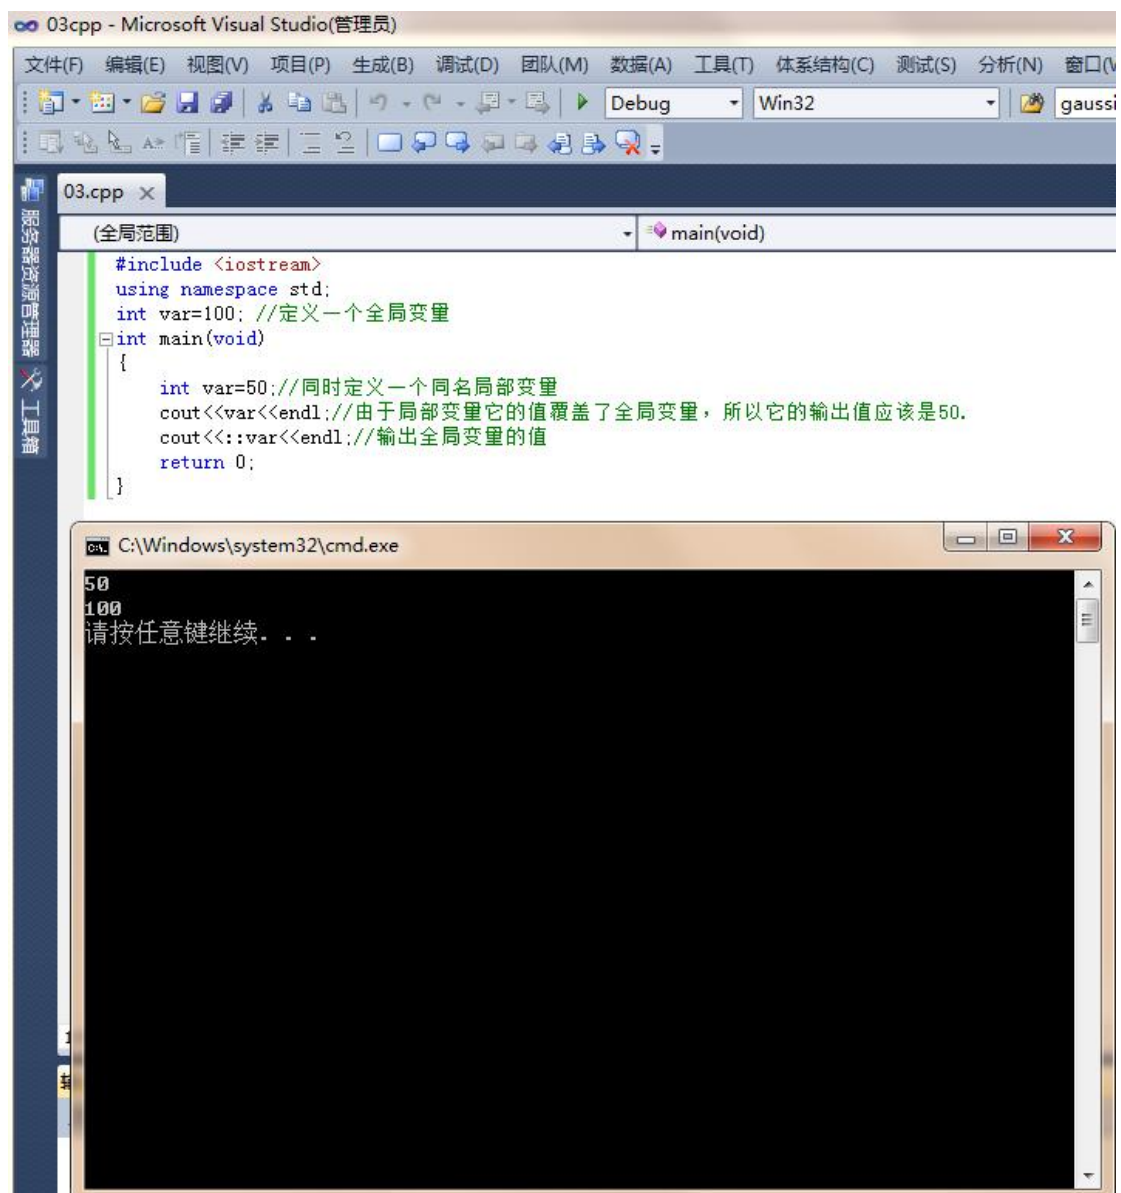 03cpp - Microsoft Visual Studio(管理员)
文件(F) 编辑(E) 视图(V) 项目(P) 生成(B) 调试(D) 团队(M) 数据(A) 工具(T) 体系结构(C) 测试(S) 分析(N) 窗口(
Debug Win32 gaussi
03.cpp
服务器资源管理器
工具箱
(全局范围) main(void)
#include <iostream>
using namespace std;
int var=100; //定义一个全局变量
int main(void)
{
int var=50;//同时定义一个同名局部变量
cout<<var<<endl;//由于局部变量它的值覆盖了全局变量，所以它的输出值应该是50.
cout<<::var<<endl;//输出全局变量的值
return 0;
}
C:\Windows\system32\cmd.exe
50
100
请按任意键继续. . .